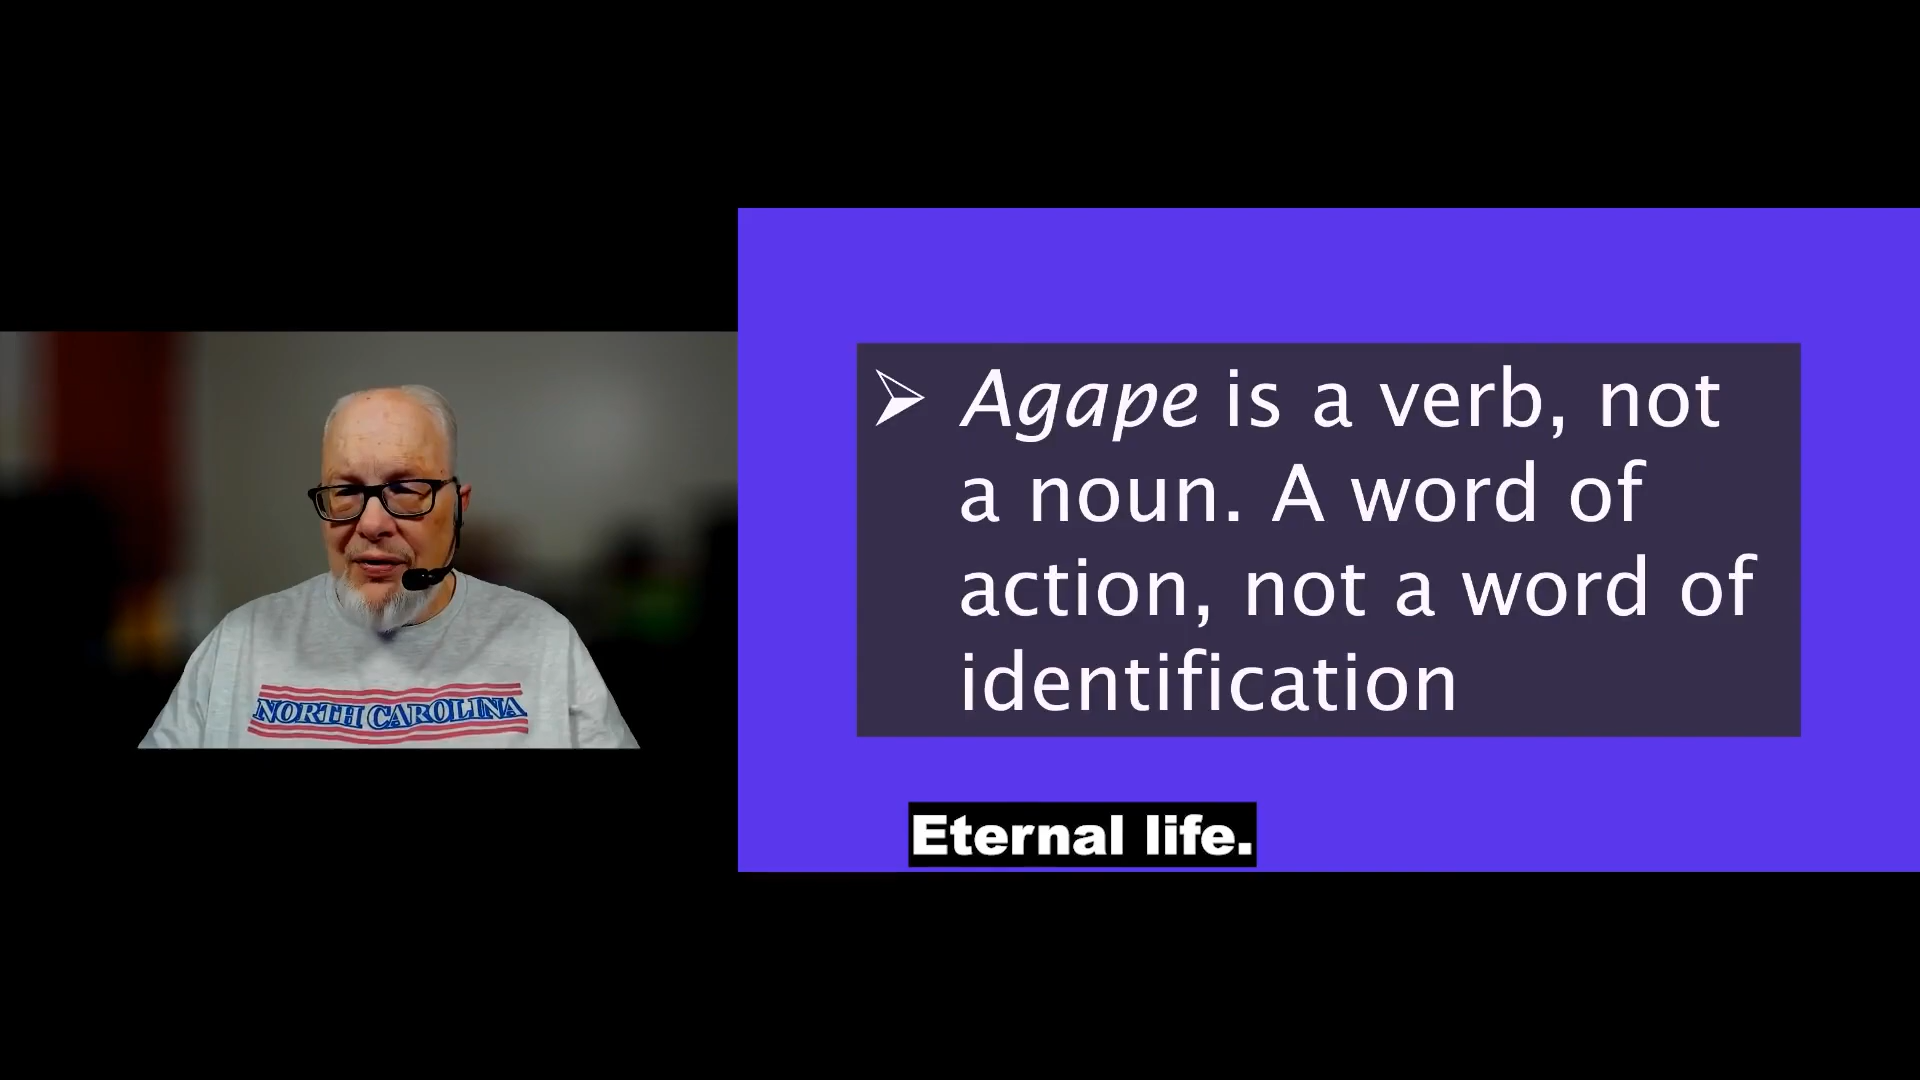 Agape is a verb, not
a noun. A word of
action, not a word of
identification
NORTH CAROLINA
Eternal life.